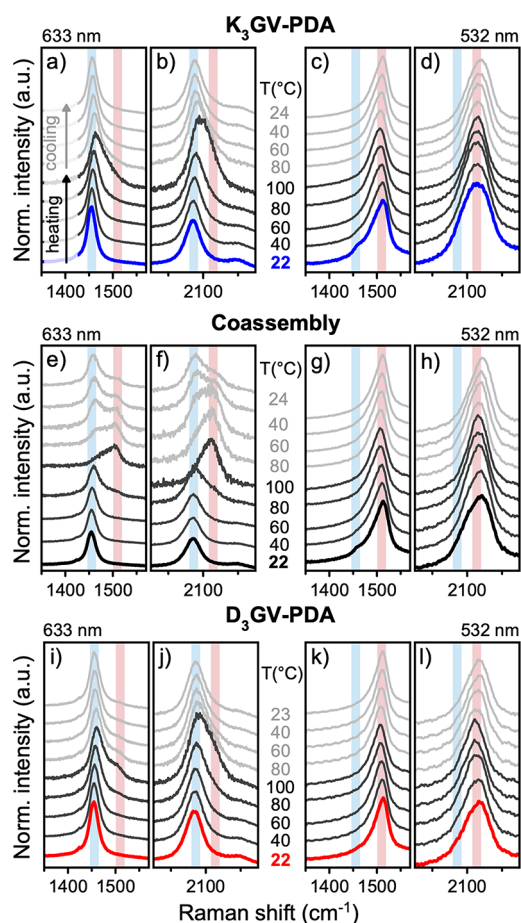 K3GV-PDA
633 nm
532 nm
a)
b)
c)
d)
T(°C)
24
40
60
80
100
80
60
40
22
cooling
heating
Norm. intensity (a.u.)
1400 1500
2100
1400 1500
2100
Coassembly
633 nm
532 nm
e)
f)
g)
h)
T(°C)
24
40
60
80
100
80
60
40
22
Norm. intensity (a.u.)
1400 1500
2100
1400 1500
2100
D3GV-PDA
633 nm
532 nm
i)
j)
k)
l)
T(°C)
23
40
60
80
100
80
60
40
22
Norm. intensity (a.u.)
1400 1500
2100
1400 1500
2100
Raman shift (cm-1)